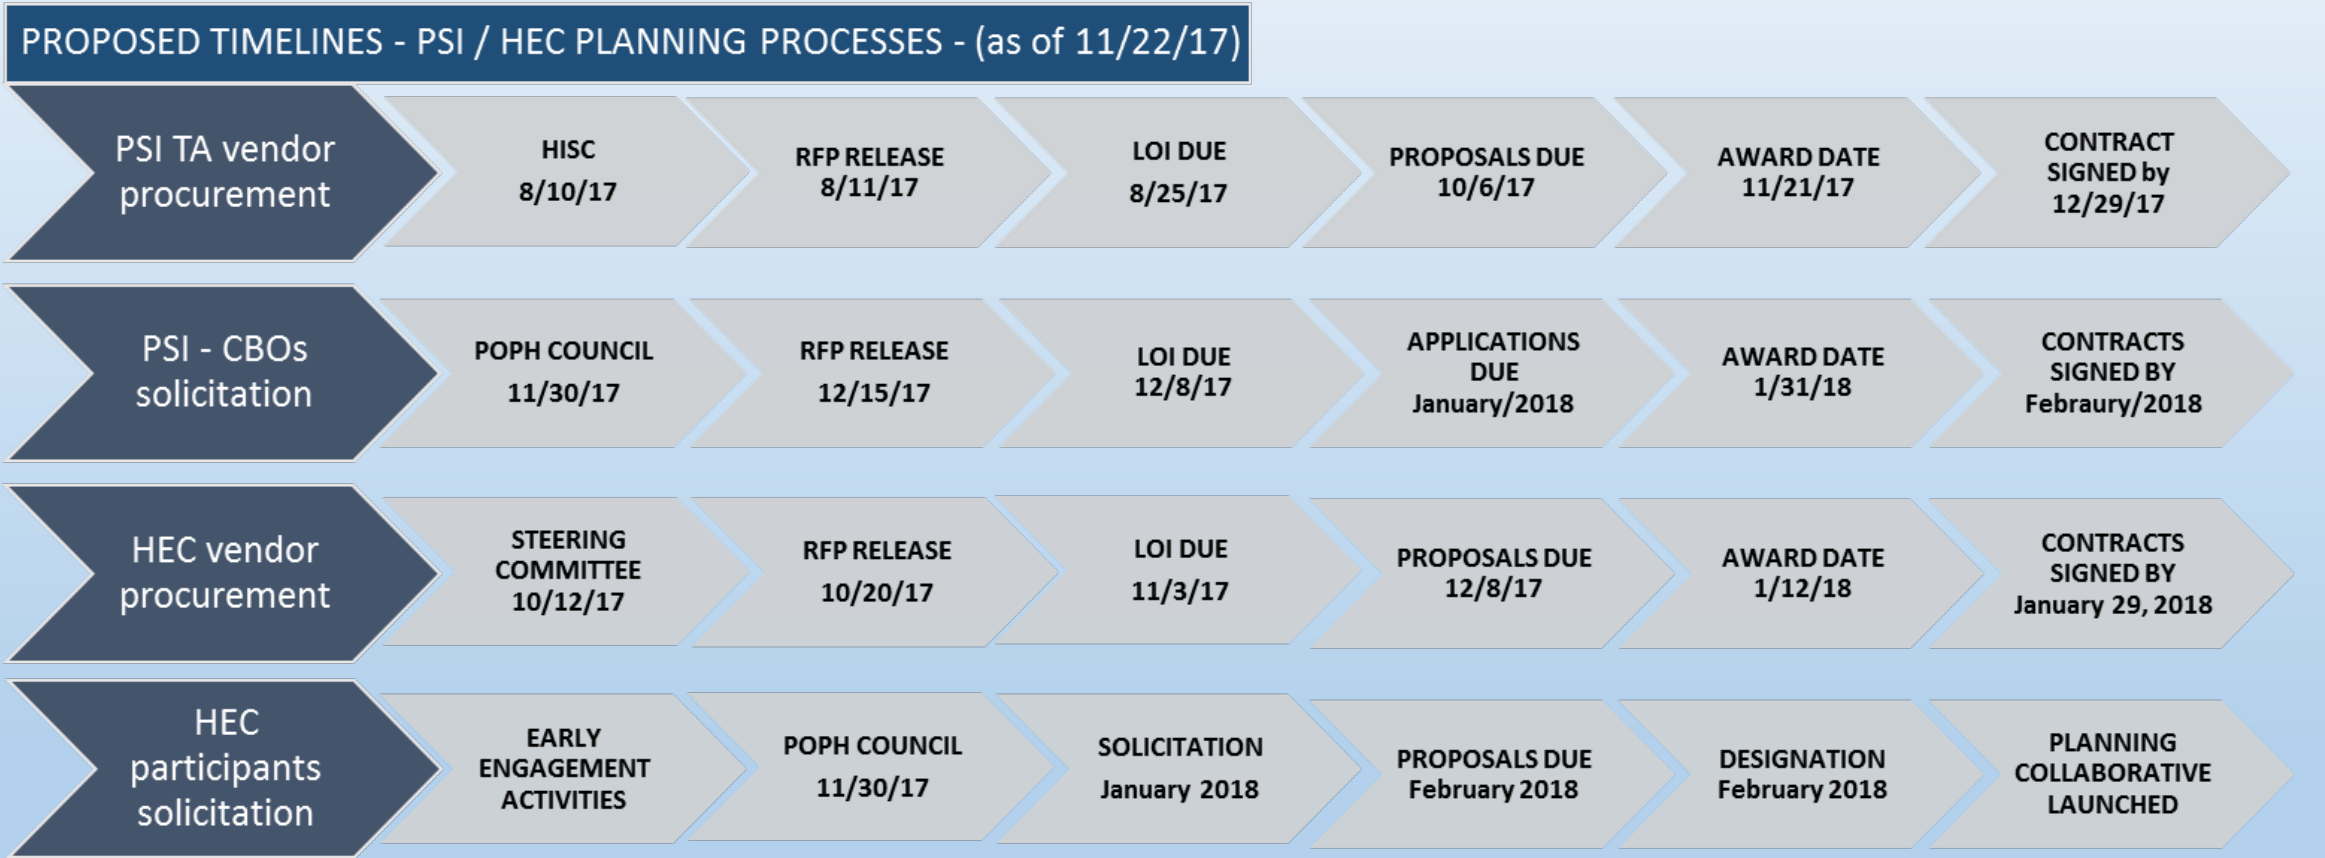 PROPOSED TIMELINES - PSI / HEC PLANNING PROCESSES - (as of 11/22/17)
PSI TA vendor
procurement
HISC
8/10/17
RFP RELEASE
8/11/17
LOI DUE
8/25/17
PROPOSALS DUE
10/6/17
AWARD DATE
11/21/17
CONTRACT
SIGNED by
12/29/17
PSI - CBOs
solicitation
POPH COUNCIL
11/30/17
RFP RELEASE
12/15/17
LOI DUE
12/8/17
APPLICATIONS
DUE
January/2018
AWARD DATE
1/31/18
CONTRACTS
SIGNED BY
Febraury/2018
HEC vendor
procurement
STEERING
COMMITTEE
10/12/17
RFP RELEASE
10/20/17
LOI DUE
11/3/17
PROPOSALS DUE
12/8/17
AWARD DATE
1/12/18
CONTRACTS
SIGNED BY
January 29, 2018
HEC
participants
solicitation
EARLY
ENGAGEMENT
ACTIVITIES
POPH COUNCIL
11/30/17
SOLICITATION
January 2018
PROPOSALS DUE
February 2018
DESIGNATION
February 2018
PLANNING
COLLABORATIVE
LAUNCHED